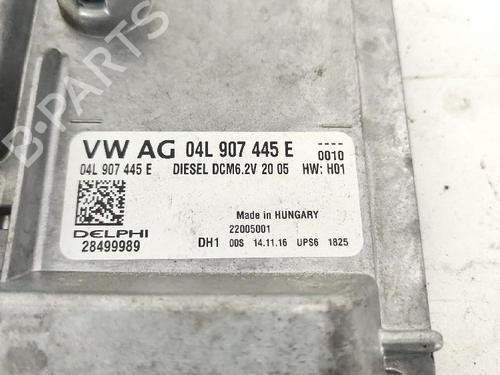 VW AG 04L 907 445 E ---- 0010
04L 907 445 E DIESEL DCM6.2V 20 05 HW: H01
Made in HUNGARY
22005001
DELPHI
28499989
DH1 00S 14.11.16 UPS6 1825
B-PARTS